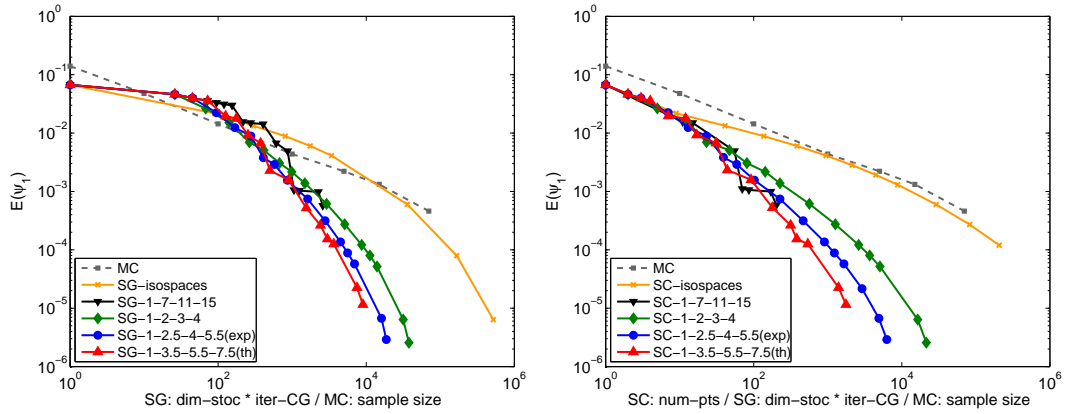 10^0
10^-1
10^-2
10^-3
10^-4
10^-5
10^-6
E(ψ_1)
MC
SG−isospaces
SG−1−7−11−15
SG−1−2−3−4
SG−1−2.5−4−5.5(exp)
SG−1−3.5−5.5−7.5(th)
10^0
10^2
10^4
10^6
SG: dim−stoc * iter−CG / MC: sample size
10^0
10^-1
10^-2
10^-3
10^-4
10^-5
10^-6
E(ψ_1)
MC
SC−isospaces
SC−1−7−11−15
SC−1−2−3−4
SC−1−2.5−4−5.5(exp)
SC−1−3.5−5.5−7.5(th)
10^0
10^2
10^4
10^6
SC: num−pts / SG: dim−stoc * iter−CG / MC: sample size